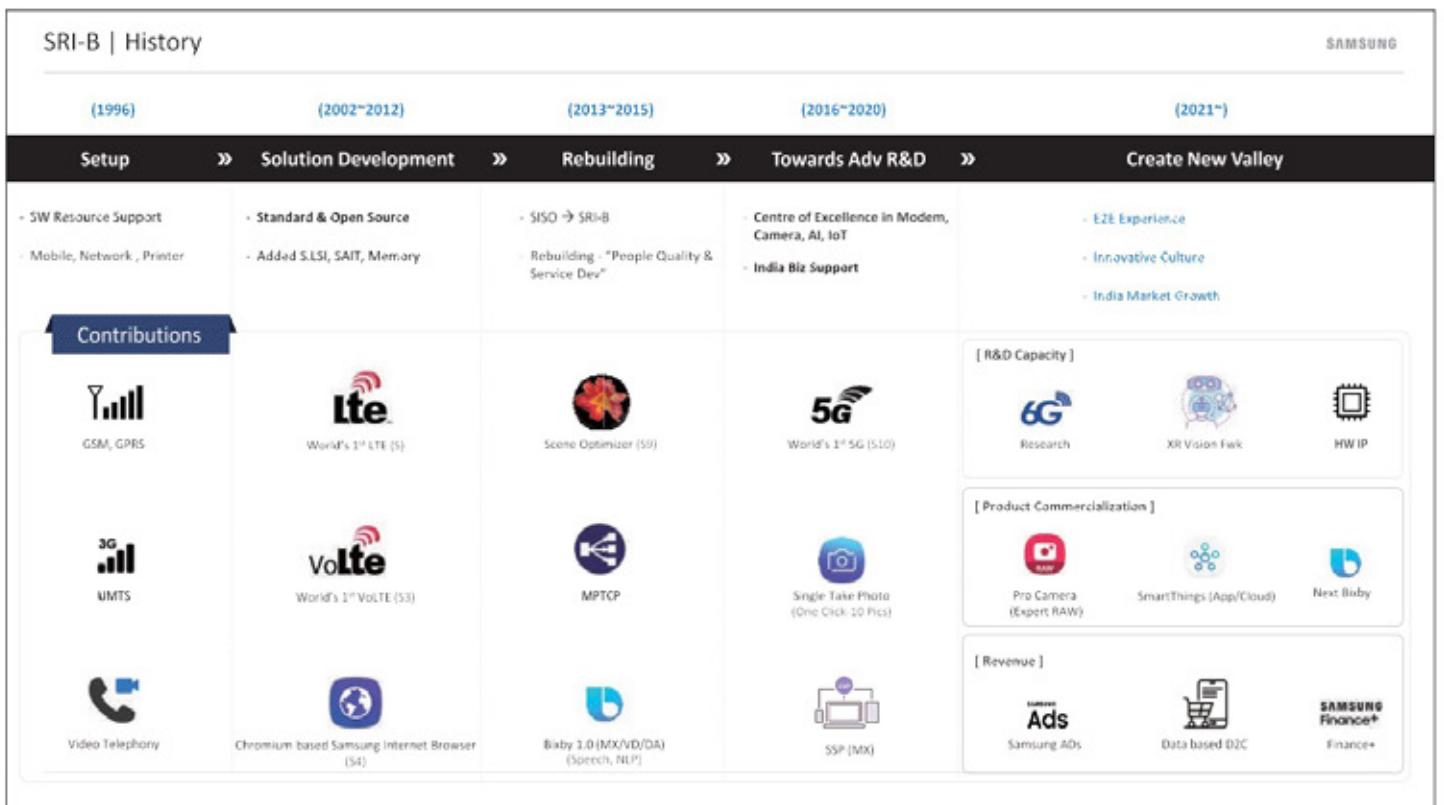 SRI-B | History
SAMSUNG
(1996)
(2002~2012)
(2013~2015)
(2016~2020)
(2021~)
Setup » Solution Development » Rebuilding » Towards Adv R&D » Create New Valley
- SW Resource Support
- Mobile, Network , Printer
- Standard & Open Source
- Added S.LSI, SAIT, Memory
- SISO → SRI-B
- Rebuilding - "People Quality &
Service Dev"
- Centre of Excellence in Modem,
Camera, AI, IoT
- India Biz Support
- E2E Experience
- Innovative Culture
- India Market Growth
Contributions
GSM, GPRS
3G
UMTS
Video Telephony
Lte
World's 1st LTE (S)
VoLte
World's 1st VoLTE (S3)
Chromium based Samsung Internet Browser
(S4)
Scene Optimizer (S9)
MPTCP
Bixby 1.0 (MX/VD/DA)
(Speech, NLP)
5G
World's 1st 5G (S10)
Single Take Photo
(One Click-10 Pics)
SSP (MX)
[ R&D Capacity ]
6G
Research
XR Vision Fwk
HW IP
[ Product Commercialization ]
RAW
Pro Camera
(Expert RAW)
SmartThings (App/Cloud)
Next Bixby
[ Revenue ]
SAMSUNG
Ads
Samsung ADs
Data based D2C
SAMSUNG
Finance+
Finance+